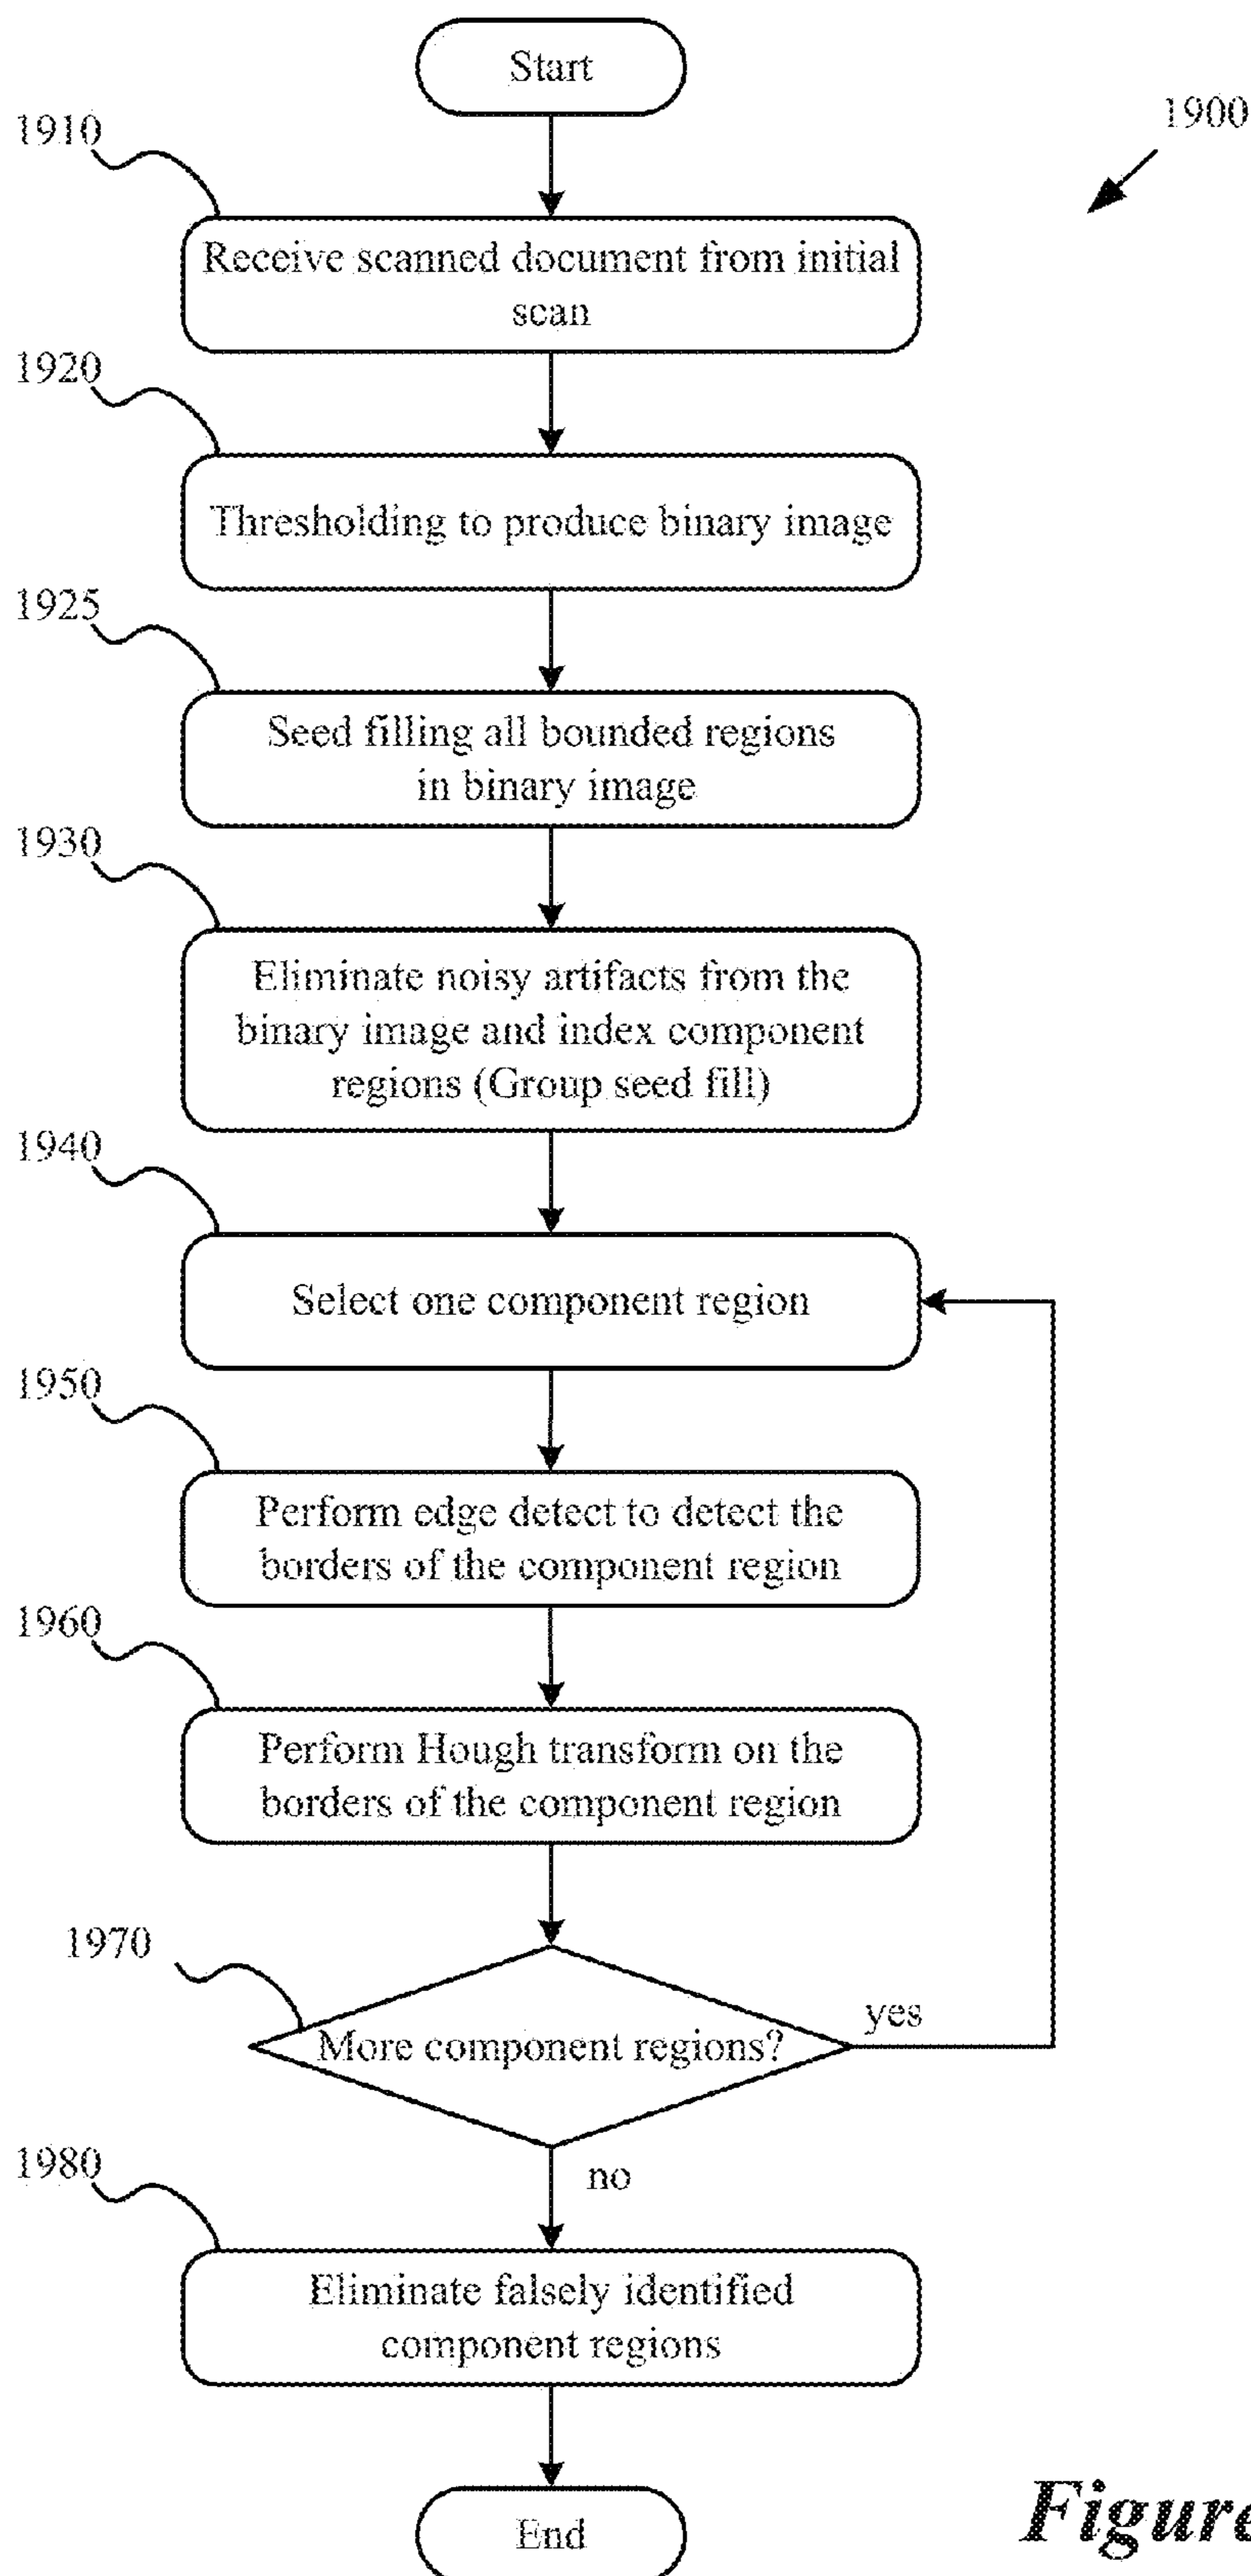 Start
1900
1910
Receive scanned document from initial
scan
1920
Thresholding to produce binary image
1925
Seed filling all bounded regions
in binary image
1930
Eliminate noisy artifacts from the
binary image and index component
regions (Group seed fill)
1940
Select one component region
1950
Perform edge detect to detect the
borders of the component region
1960
Perform Hough transform on the
borders of the component region
1970
More component regions?
yes
no
1980
Eliminate falsely identified
component regions
End
Figure